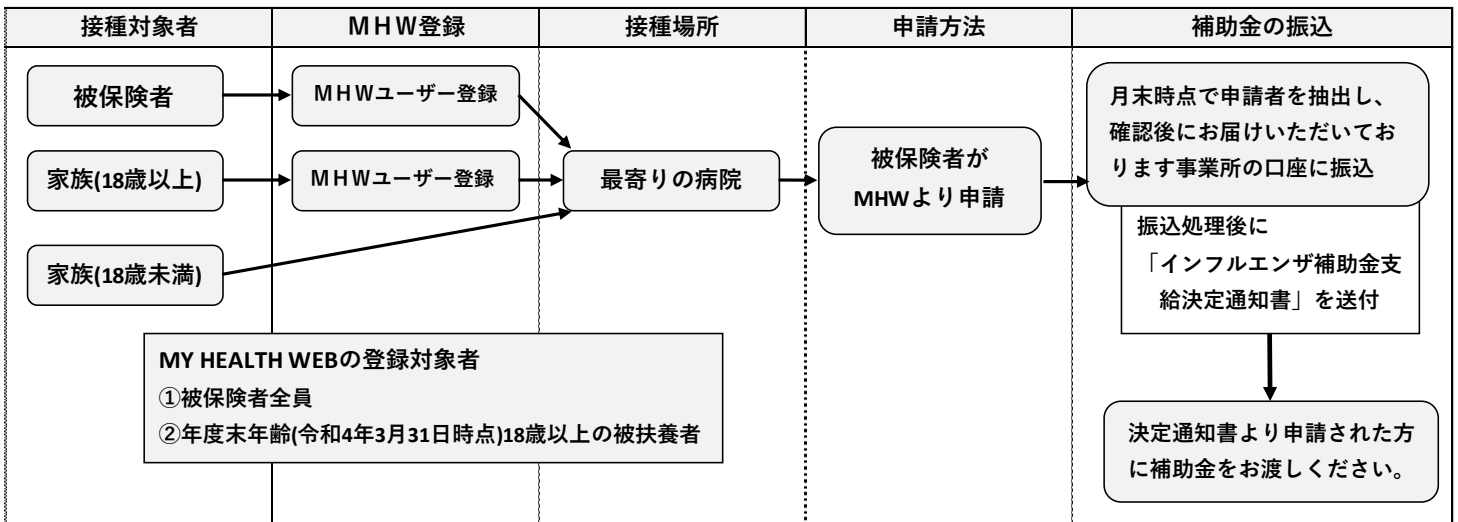 接種対象者
ＭＨＷ登録
接種場所
申請方法
補助金の振込
被保険者
ＭＨＷユーザー登録
家族(18歳以上)
ＭＨＷユーザー登録
家族(18歳未満)
最寄りの病院
被保険者が
MHWより申請
月末時点で申請者を抽出し、
確認後にお届けいただいてお
ります事業所の口座に振込
振込処理後に
「インフルエンザ補助金支
給決定通知書」を送付
MY HEALTH WEBの登録対象者
①被保険者全員
②年度末年齢(令和4年3月31日時点)18歳以上の被扶養者
決定通知書より申請された方
に補助金をお渡しください。